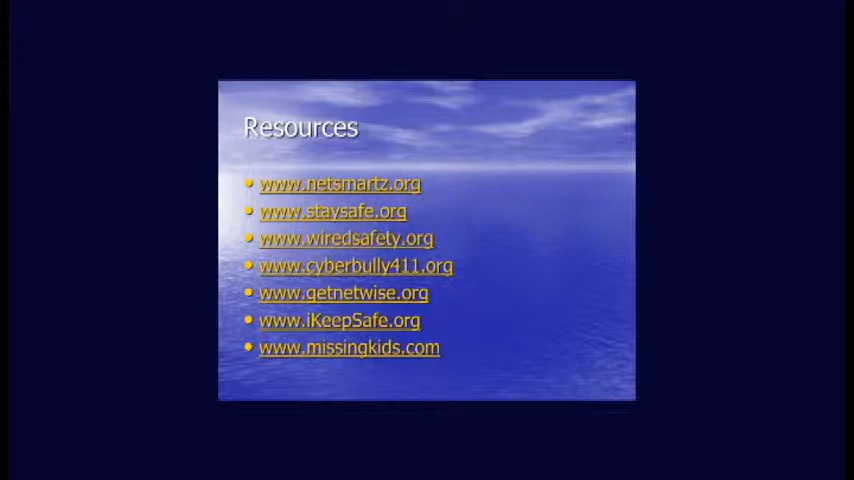 Resources
• www.netsmartz.org
• www.staysafe.org
• www.wiredsafety.org
• www.cyberbully411.org
• www.getnetwise.org
• www.iKeepSafe.org
• www.missingkids.com